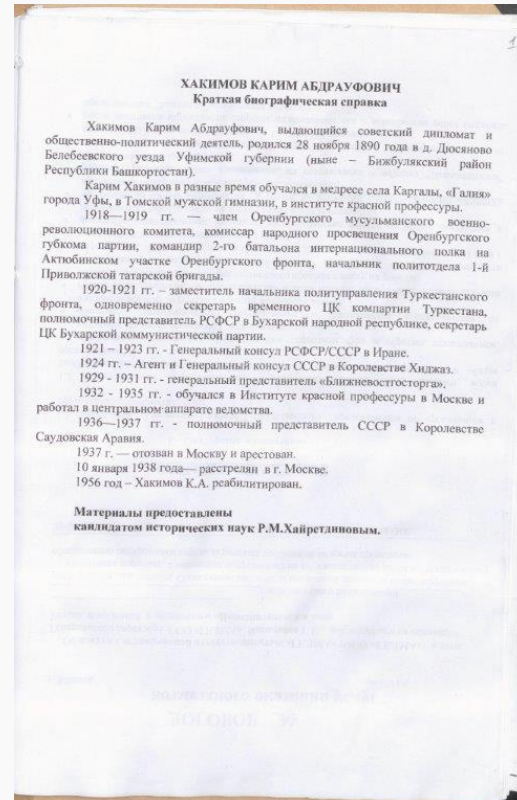 1
ХАКИМОВ КАРИМ АБДРАУФОВИЧ
Краткая биографическая справка
Хакимов Карим Абдрауфович, выдающийся советский дипломат и
общественно-политический деятель, родился 28 ноября 1890 года в д. Дюсяново
Белебеевского уезда Уфимской губернии (ныне – Бижбулякский район
Республики Башкортостан).
Карим Хакимов в разные время обучался в медресе села Каргалы, «Галия»
города Уфы, в Томской мужской гимназии, в институте красной профессуры.
1918—1919 гг. — член Оренбургского мусульманского военно-
революционного комитета, комиссар народного просвещения Оренбургского
губкома партии, командир 2-го батальона интернационального полка на
Актюбинском участке Оренбургского фронта, начальник политотдела 1-й
Приволжской татарской бригады.
1920-1921 гг. – заместитель начальника политуправления Туркестанского
фронта, одновременно секретарь временного ЦК компартии Туркестана,
полномочный представитель РСФСР в Бухарской народной республике, секретарь
ЦК Бухарской коммунистической партии.
1921 – 1923 гг. - Генеральный консул РСФСР/СССР в Иране.
1924 гг. – Агент и Генеральный консул СССР в Королевстве Хиджаз.
1929 - 1931 гг. - генеральный представитель «Ближневостгосторга».
1932 - 1935 гг. - обучался в Институте красной профессуры в Москве и
работал в центральном аппарате ведомства.
1936—1937 гг. - полномочный представитель СССР в Королевстве
Саудовская Аравия.
1937 г. — отозван в Москву и арестован.
10 января 1938 года— расстрелян в г. Москве.
1956 год – Хакимов К.А. реабилитирован.
Материалы предоставлены
кандидатом исторических наук Р.М.Хайретдиновым.